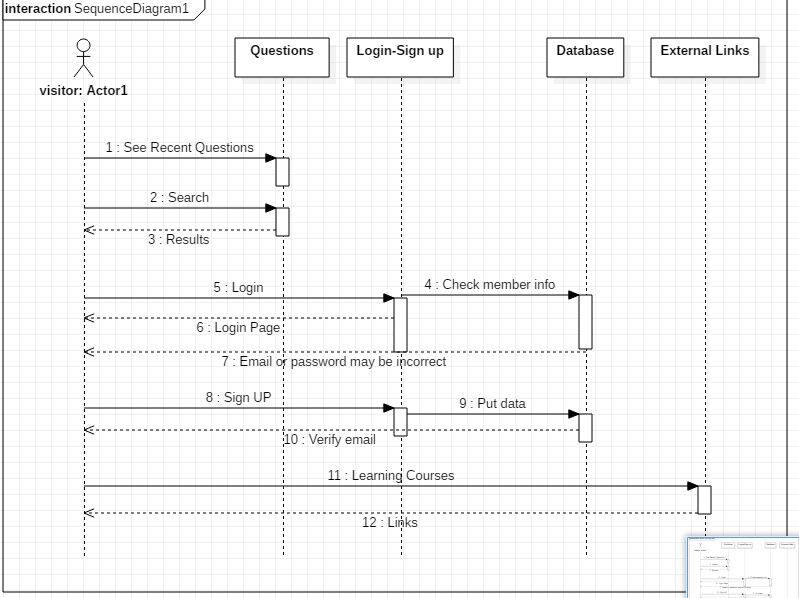 interaction SequenceDiagram1
Questions
Login-Sign up
Database
External Links
visitor: Actor1
1 : See Recent Questions
2 : Search
3 : Results
4 : Check member info
5 : Login
6 : Login Page
7 : Email or password may be incorrect
8 : Sign UP
9 : Put data
10 : Verify email
11 : Learning Courses
12 : Links